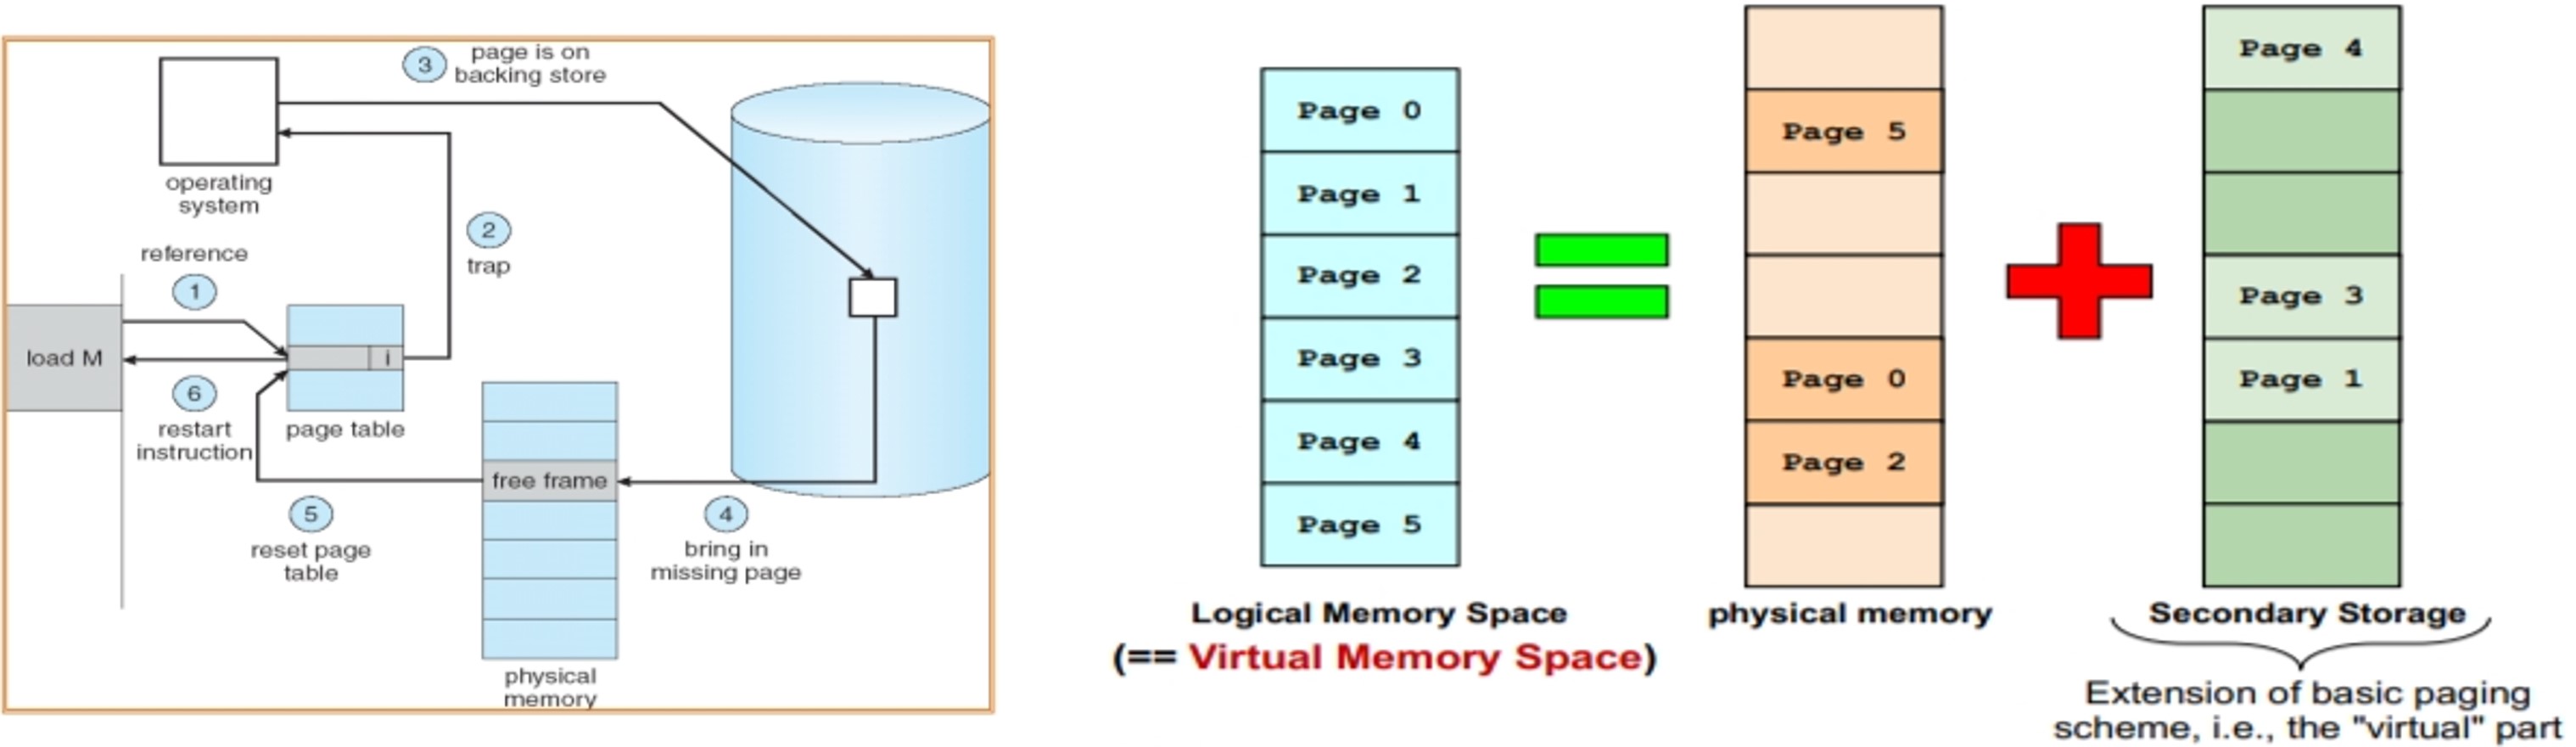 3
page is on
backing store
operating
system
2
trap
reference
1
load M
i
6
restart
instruction
page table
free frame
5
reset page
table
4
bring in
missing page
physical
memory
Page 0
Page 1
Page 2
Page 3
Page 4
Page 5
Logical Memory Space
(== Virtual Memory Space)
Page 5
Page 0
Page 2
physical memory
Page 4
Page 3
Page 1
Secondary Storage
Extension of basic paging
scheme, i.e., the "virtual" part